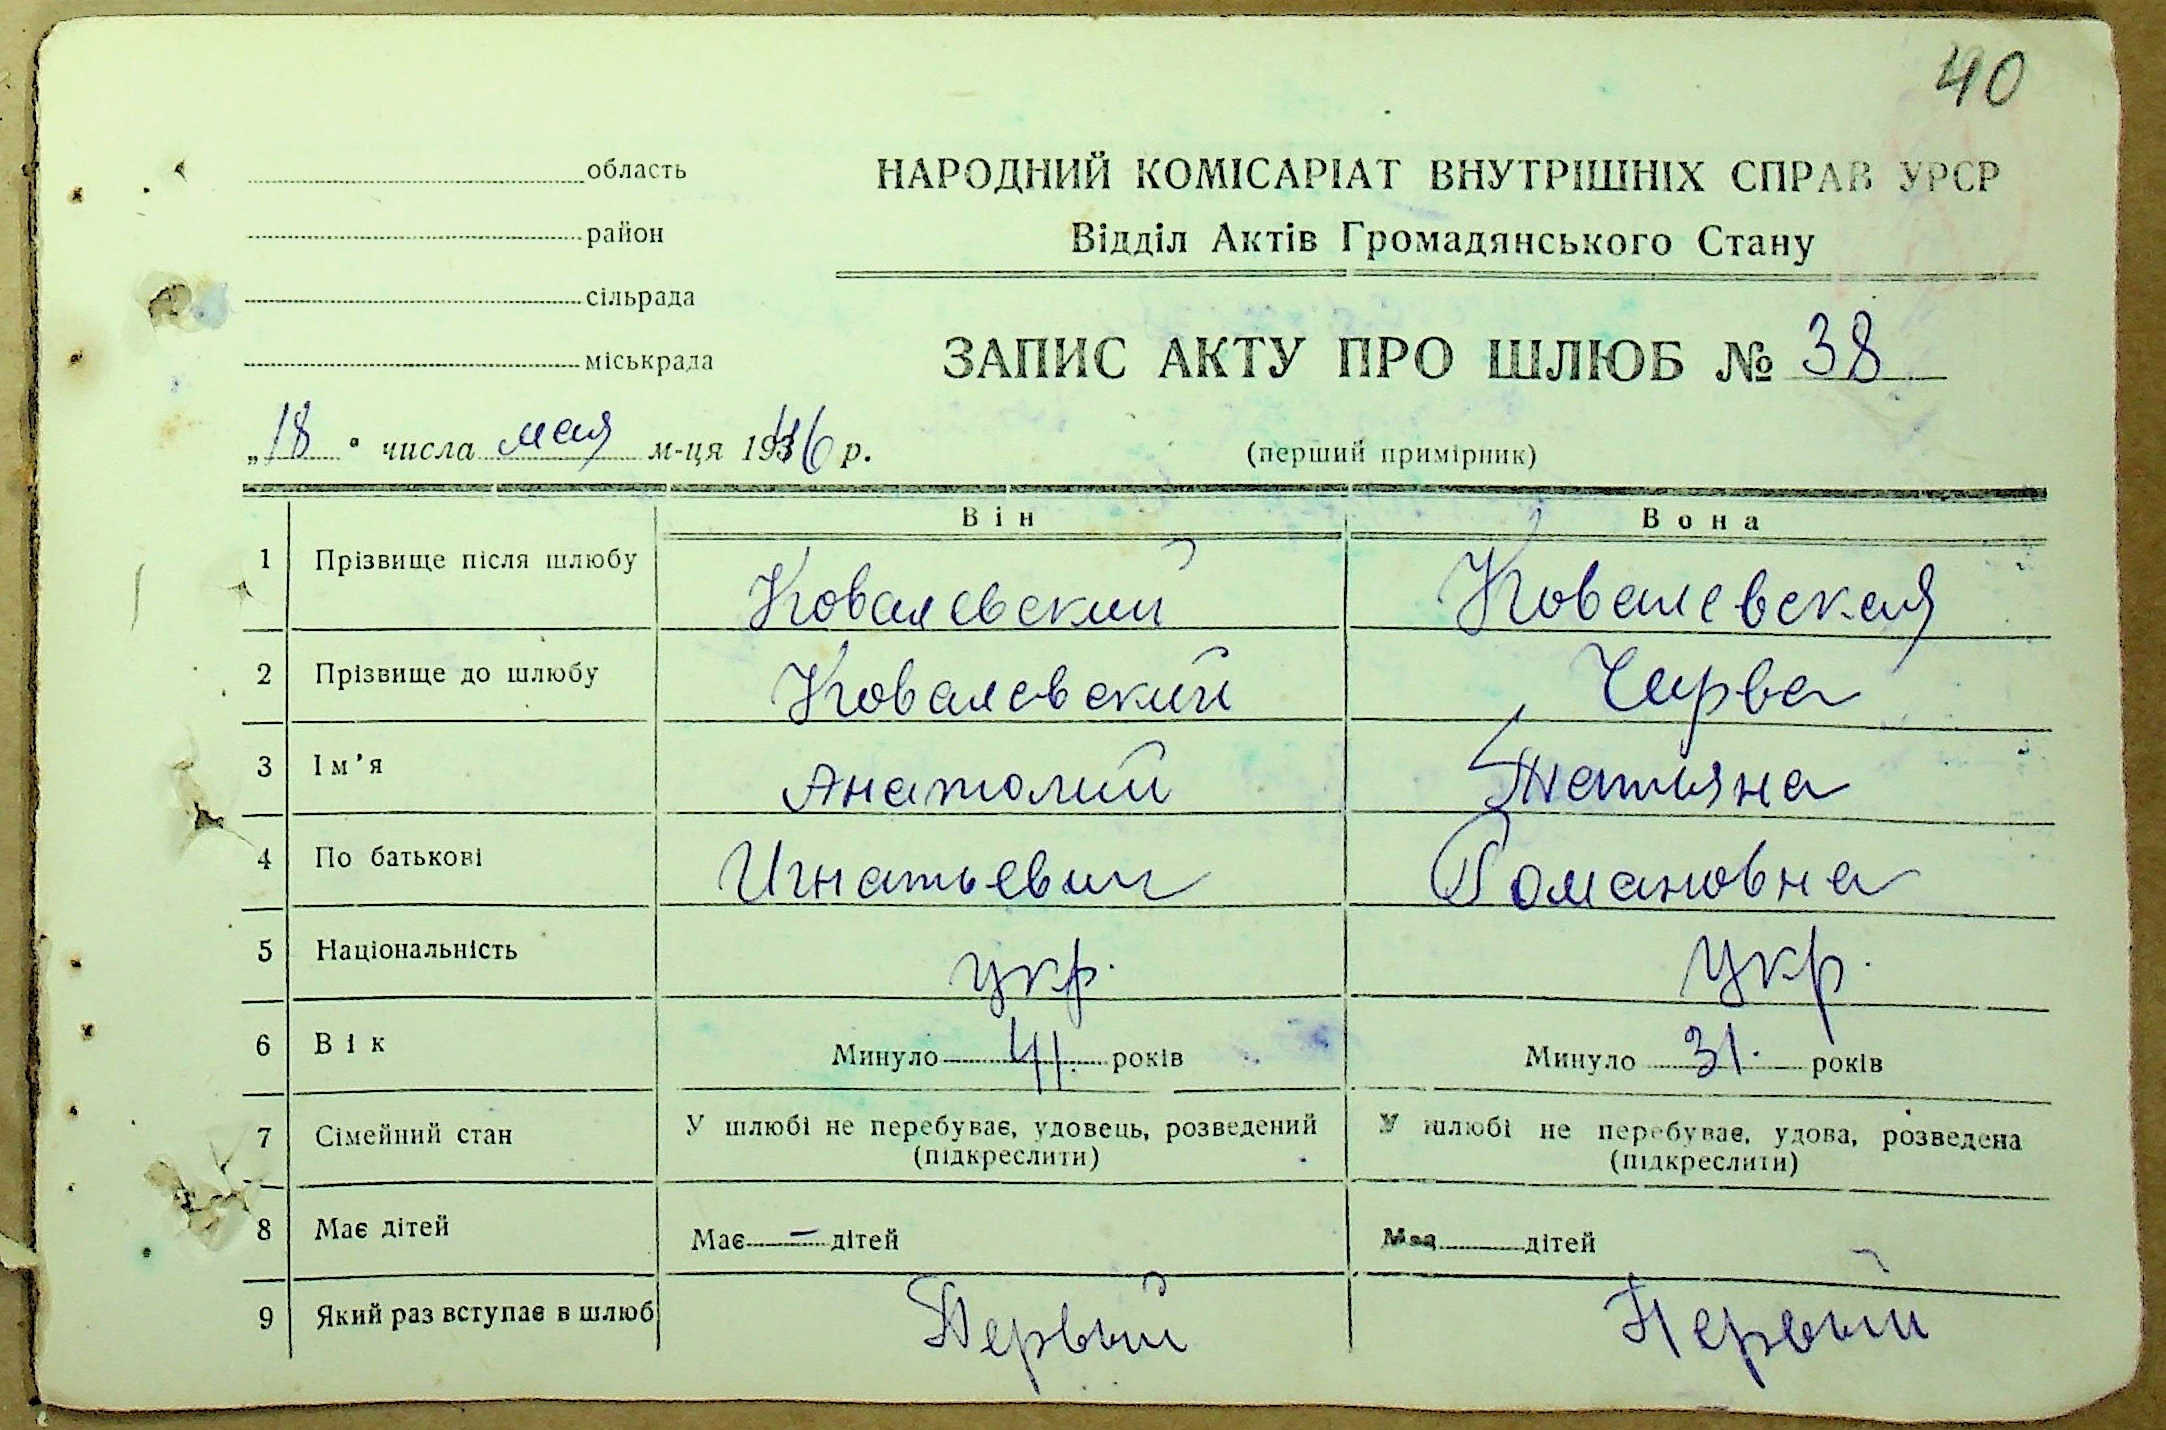 40
область
район
сільрада
міськрада
НАРОДНИЙ КОМІСАРІАТ ВНУТРІШНІХ СПРАВ УРСР
Відділ Актів Громадянського Стану
ЗАПИС АКТУ ПРО ШЛЮБ № 38
„18" числа мая м-ця 1946 р.
(перший примірник)
Він Вона
1 Прізвище після шлюбу Ковалевский Ковалевская
2 Прізвище до шлюбу Ковалевский Черва
3 Ім'я Анатолий Татьяна
4 По батькові Игнатьевич Романовна
5 Національність укр. укр.
6 Вік Минуло 41. років Минуло 31. років
7 Сімейний стан У шлюбі не перебуває, удовець, розведений У шлюбі не перебуває, удова, розведена
(підкреслити) (підкреслити)
8 Має дітей Має – дітей Має дітей
9 Який раз вступає в шлюб Первый Первый